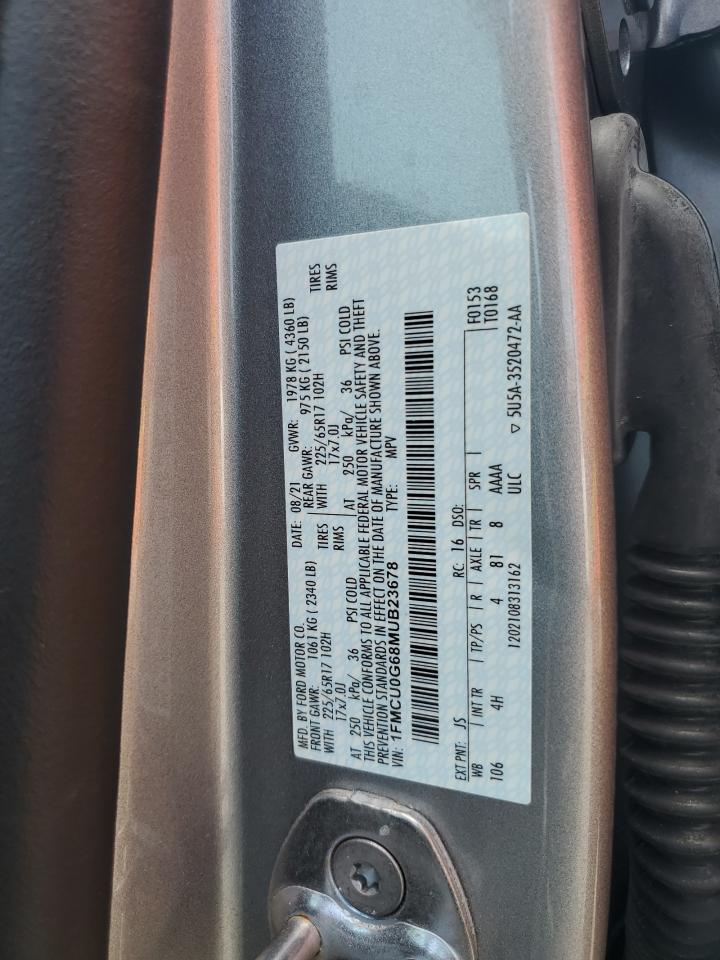 MFD. BY FORD MOTOR CO. DATE: 08/21 GVWR: 1978 KG ( 4360 LB)
FRONT GAWR: 1061 KG ( 2340 LB) REAR GAWR: 975 KG ( 2150 LB)
WITH 225/65R17 102H TIRES WITH 225/65R17 102H TIRES
17x7.0J RIMS 17x7.0J RIMS
AT 250 kPa/ 36 PSI COLD AT 250 kPa/ 36 PSI COLD
THIS VEHICLE CONFORMS TO ALL APPLICABLE FEDERAL MOTOR VEHICLE SAFETY AND THEFT
PREVENTION STANDARDS IN EFFECT ON THE DATE OF MANUFACTURE SHOWN ABOVE.
VIN: 1FMCU0G68MUB23678 TYPE: MPV
EXT PNT: JS RC: 16 DSO: F0153
WB INT TR TP/PS R AXLE TR SPR T0168
106 4H 4 81 8 AAAA
1202108313162 ULC ▽ 5U5A-3520472-AA